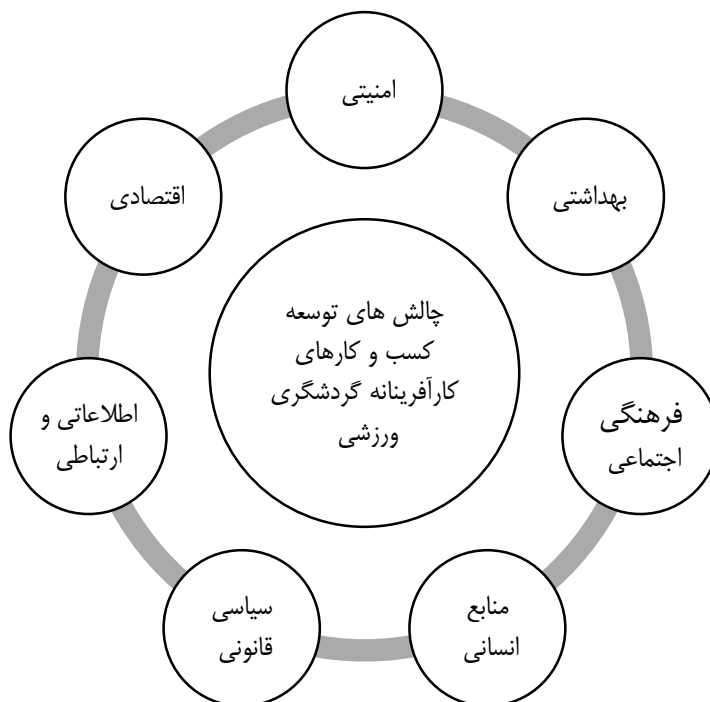 امنیتی
بهداشتی
فرهنگی
اجتماعی
منابع
انسانی
سیاسی
قانونی
اطلاعاتی و
ارتباطی
اقتصادی
چالش های توسعه
کسب و کارهای
کارآفرینانه گردشگری
ورزشی